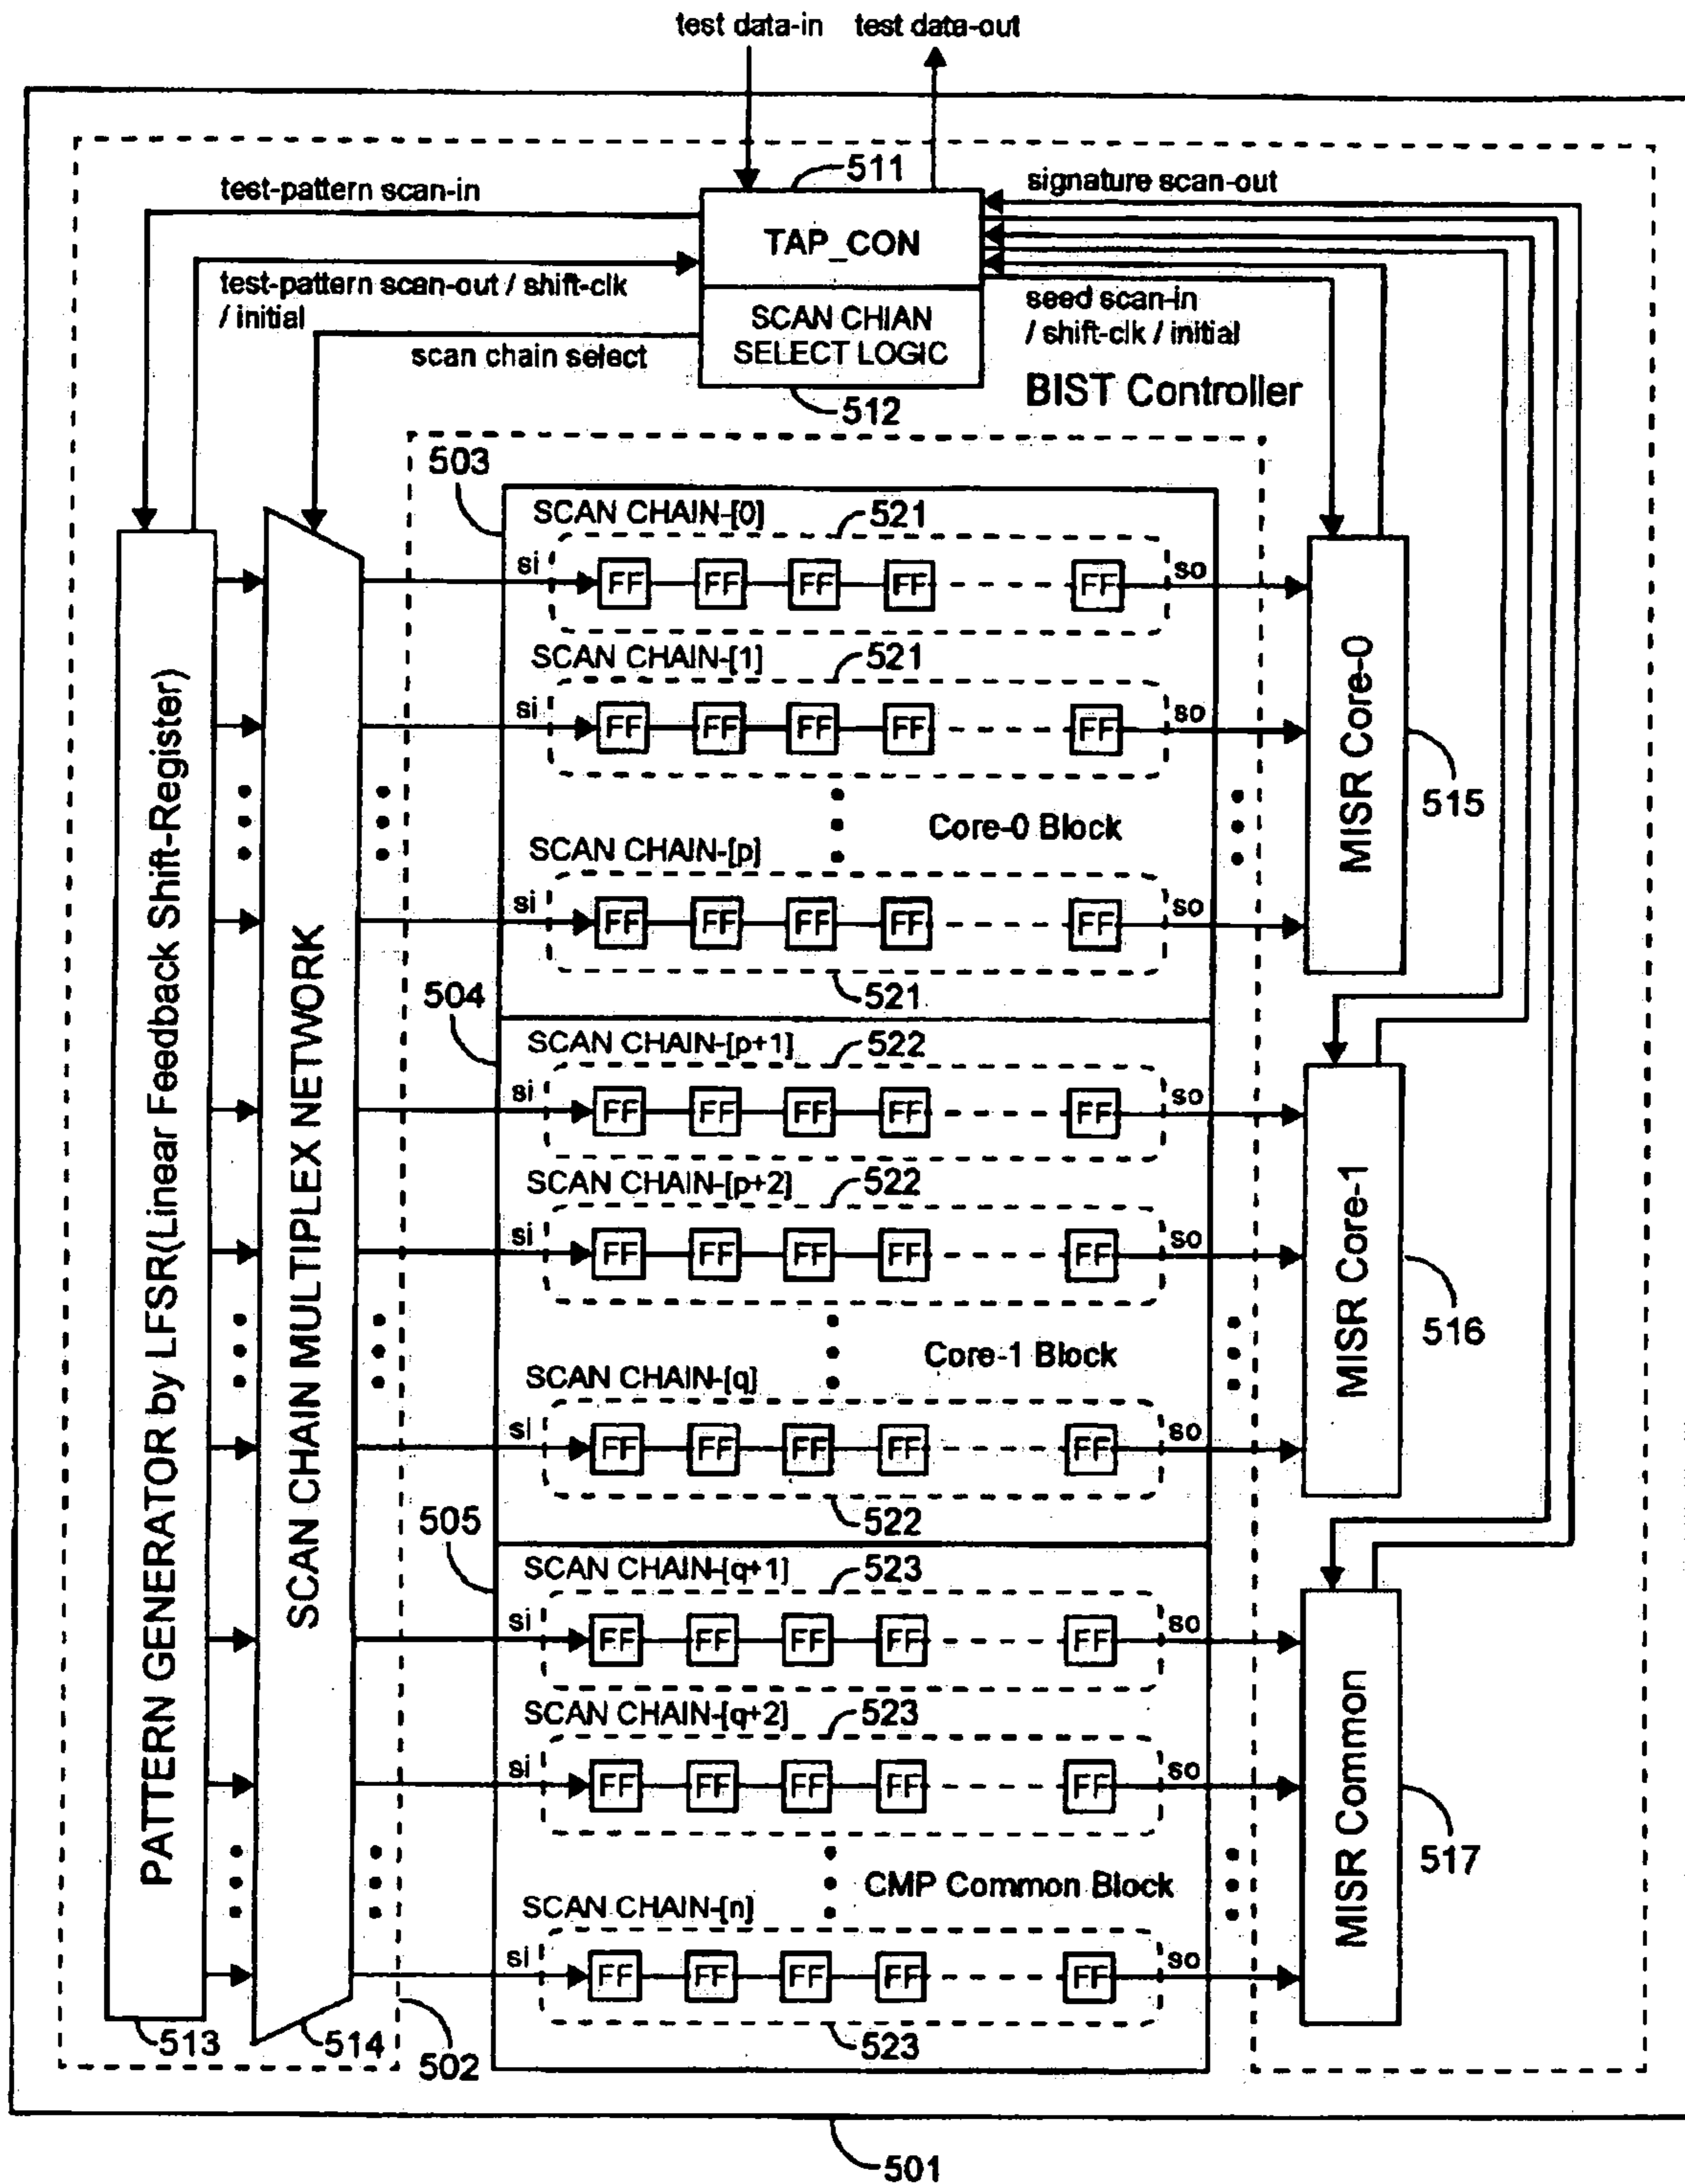 test data-in test data-out
511
test-pattern scan-in
signature scan-out
TAP_CON
test-pattern scan-out / shift-clk
/ initial
seed scan-in
/ shift-clk / initial
SCAN CHIAN
SELECT LOGIC
scan chain select
512
BIST Controller
503
SCAN CHAIN-[0]
521
si
FF FF FF FF FF
so
SCAN CHAIN-[1]
521
si
FF FF FF FF FF
so
Core-0 Block
SCAN CHAIN-[p]
si
FF FF FF FF FF
so
521
MISR Core-0
515
504
SCAN CHAIN-[p+1]
522
si
FF FF FF FF FF
so
SCAN CHAIN-[p+2]
522
si
FF FF FF FF FF
so
Core-1 Block
SCAN CHAIN-[q]
si
FF FF FF FF FF
so
522
MISR Core-1
516
505
SCAN CHAIN-[q+1]
523
si
FF FF FF FF FF
so
SCAN CHAIN-[q+2]
523
si
FF FF FF FF FF
so
CMP Common Block
SCAN CHAIN-[n]
si
FF FF FF FF FF
so
523
MISR Common
517
PATTERN GENERATOR by LFSR(Linear Feedback Shift-Register)
513
SCAN CHAIN MULTIPLEX NETWORK
514
502
501